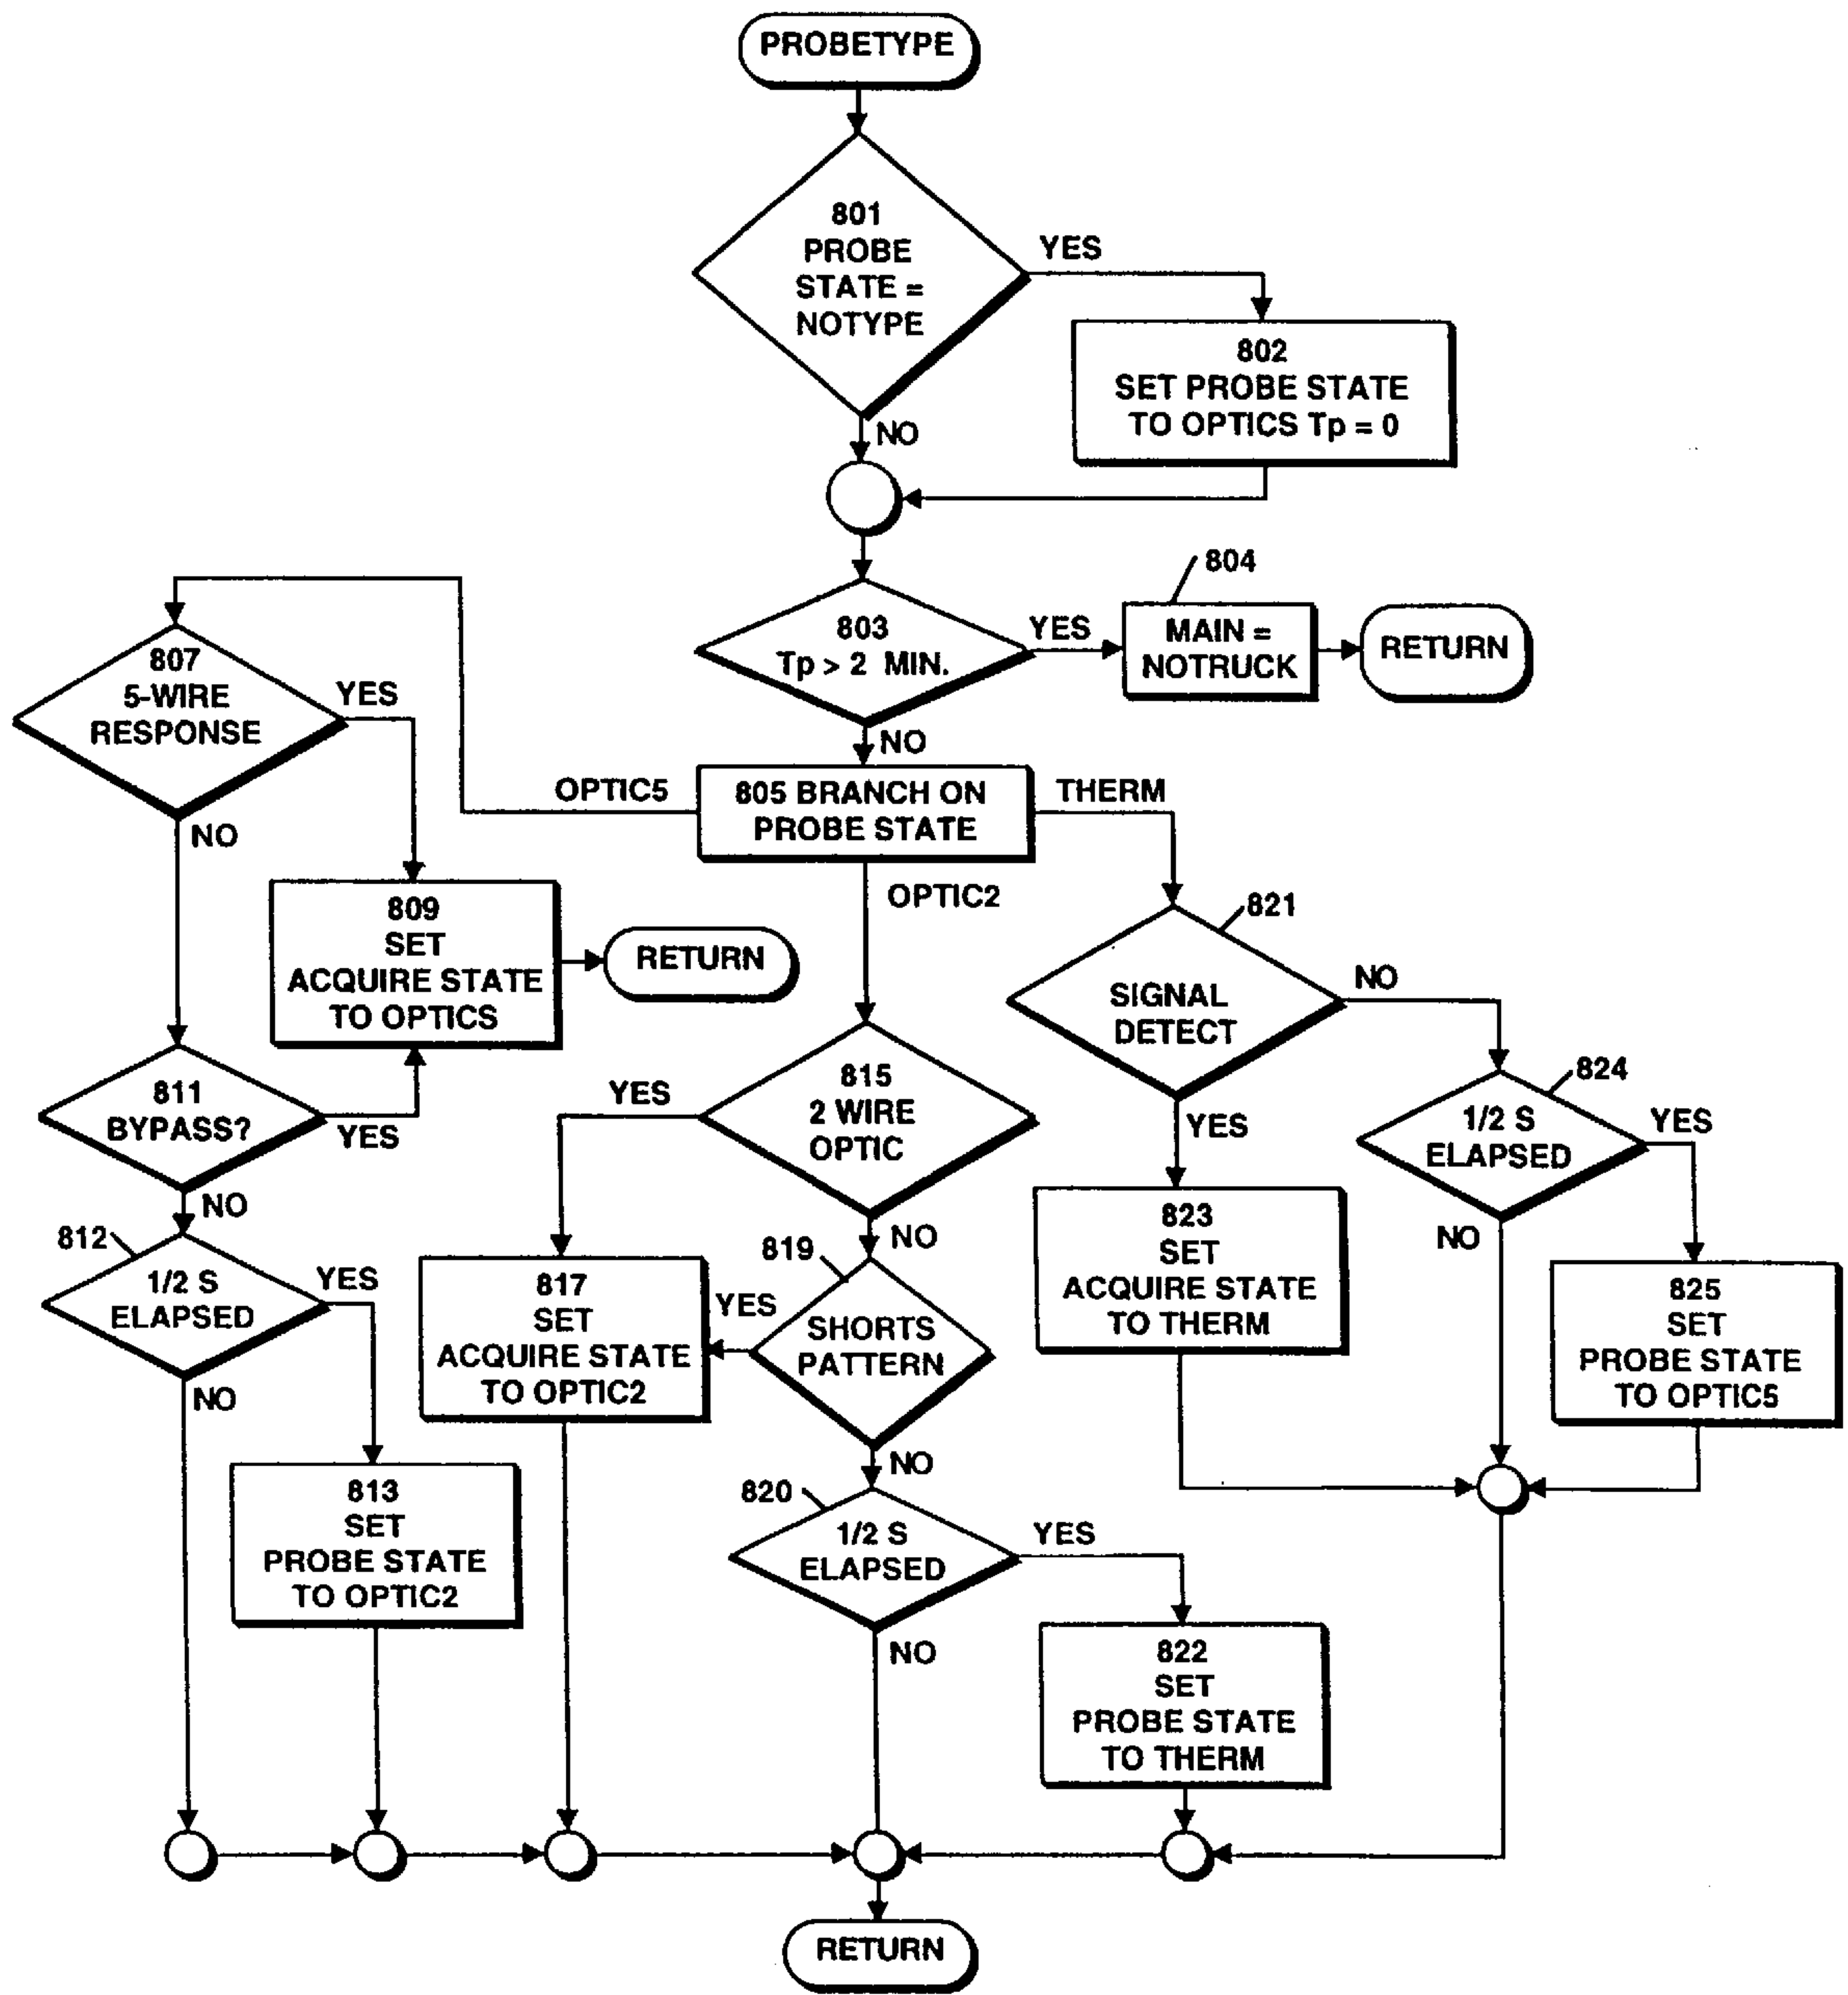 PROBETYPE
801
PROBE
STATE =
NOTYPE
YES
802
SET PROBE STATE
TO OPTICS Tp = 0
NO
804
803
Tp > 2 MIN.
YES
MAIN =
NOTRUCK
RETURN
NO
807
5-WIRE
RESPONSE
YES
NO
OPTIC5
805 BRANCH ON
PROBE STATE
THERM
OPTIC2
809
SET
ACQUIRE STATE
TO OPTICS
RETURN
821
SIGNAL
DETECT
NO
YES
811
BYPASS?
YES
NO
815
2 WIRE
OPTIC
YES
NO
824
1/2 S
ELAPSED
YES
NO
812
1/2 S
ELAPSED
YES
NO
817
SET
ACQUIRE STATE
TO OPTIC2
819
SHORTS
PATTERN
YES
NO
823
SET
ACQUIRE STATE
TO THERM
825
SET
PROBE STATE
TO OPTIC5
813
SET
PROBE STATE
TO OPTIC2
820
1/2 S
ELAPSED
YES
NO
822
SET
PROBE STATE
TO THERM
RETURN